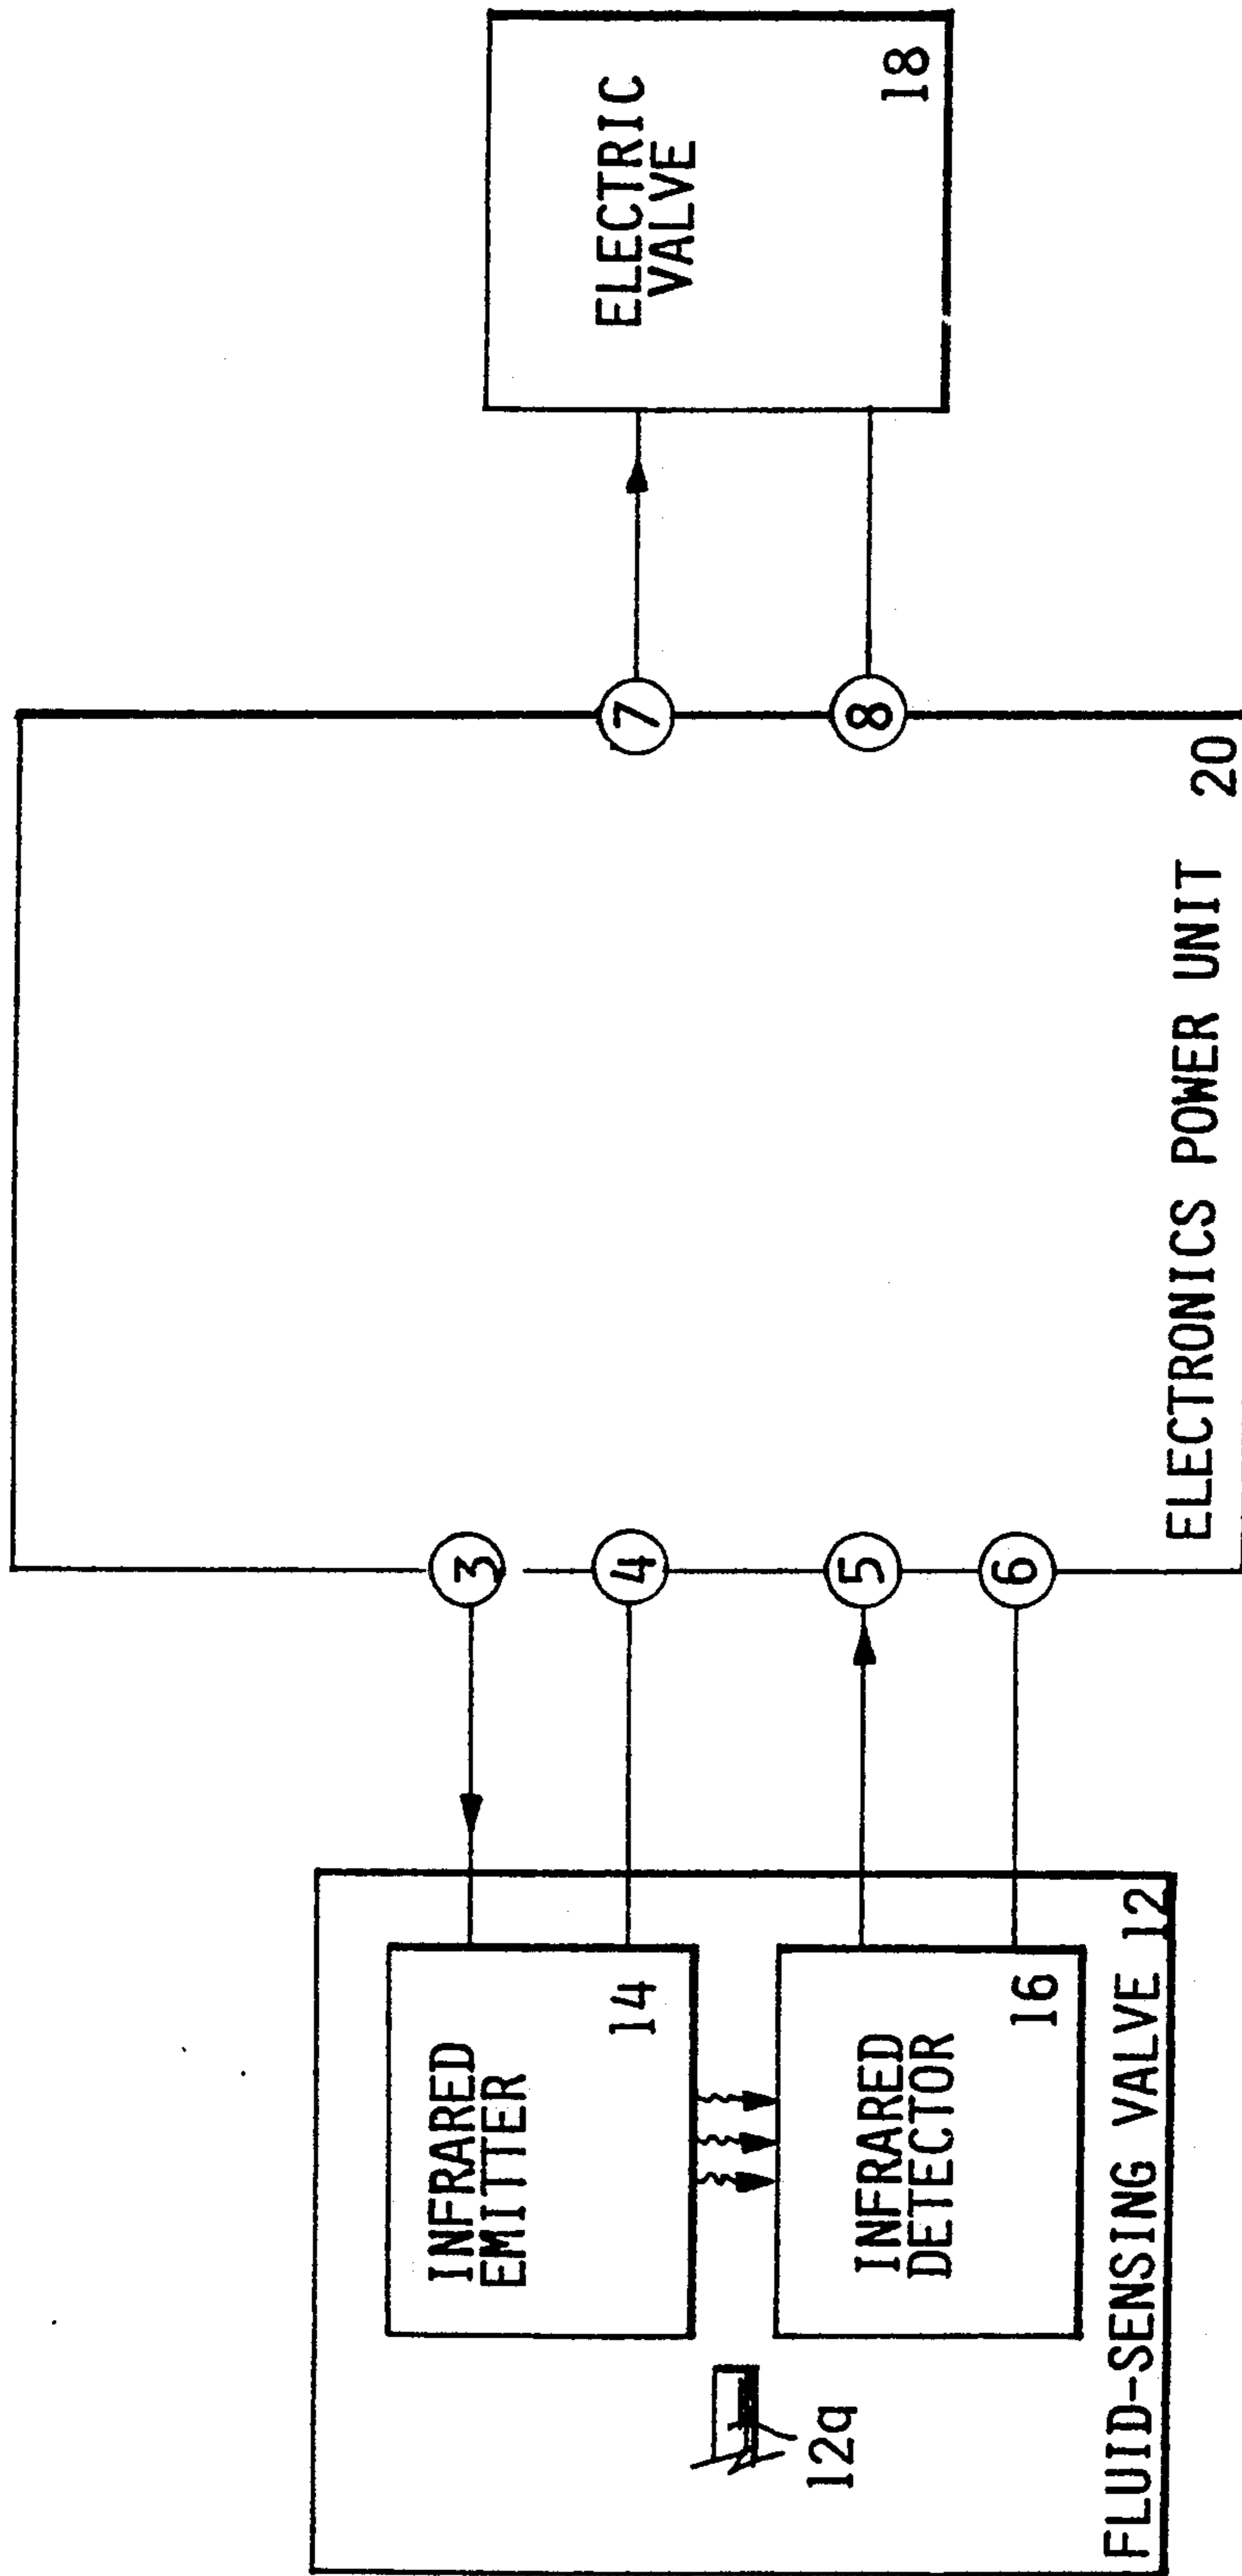 INFRARED
EMITTER
14
INFRARED
DETECTOR
16
12q
FLUID-SENSING VALVE 12
3
4
5
6
ELECTRONICS POWER UNIT 20
7
8
ELECTRIC
VALVE
18